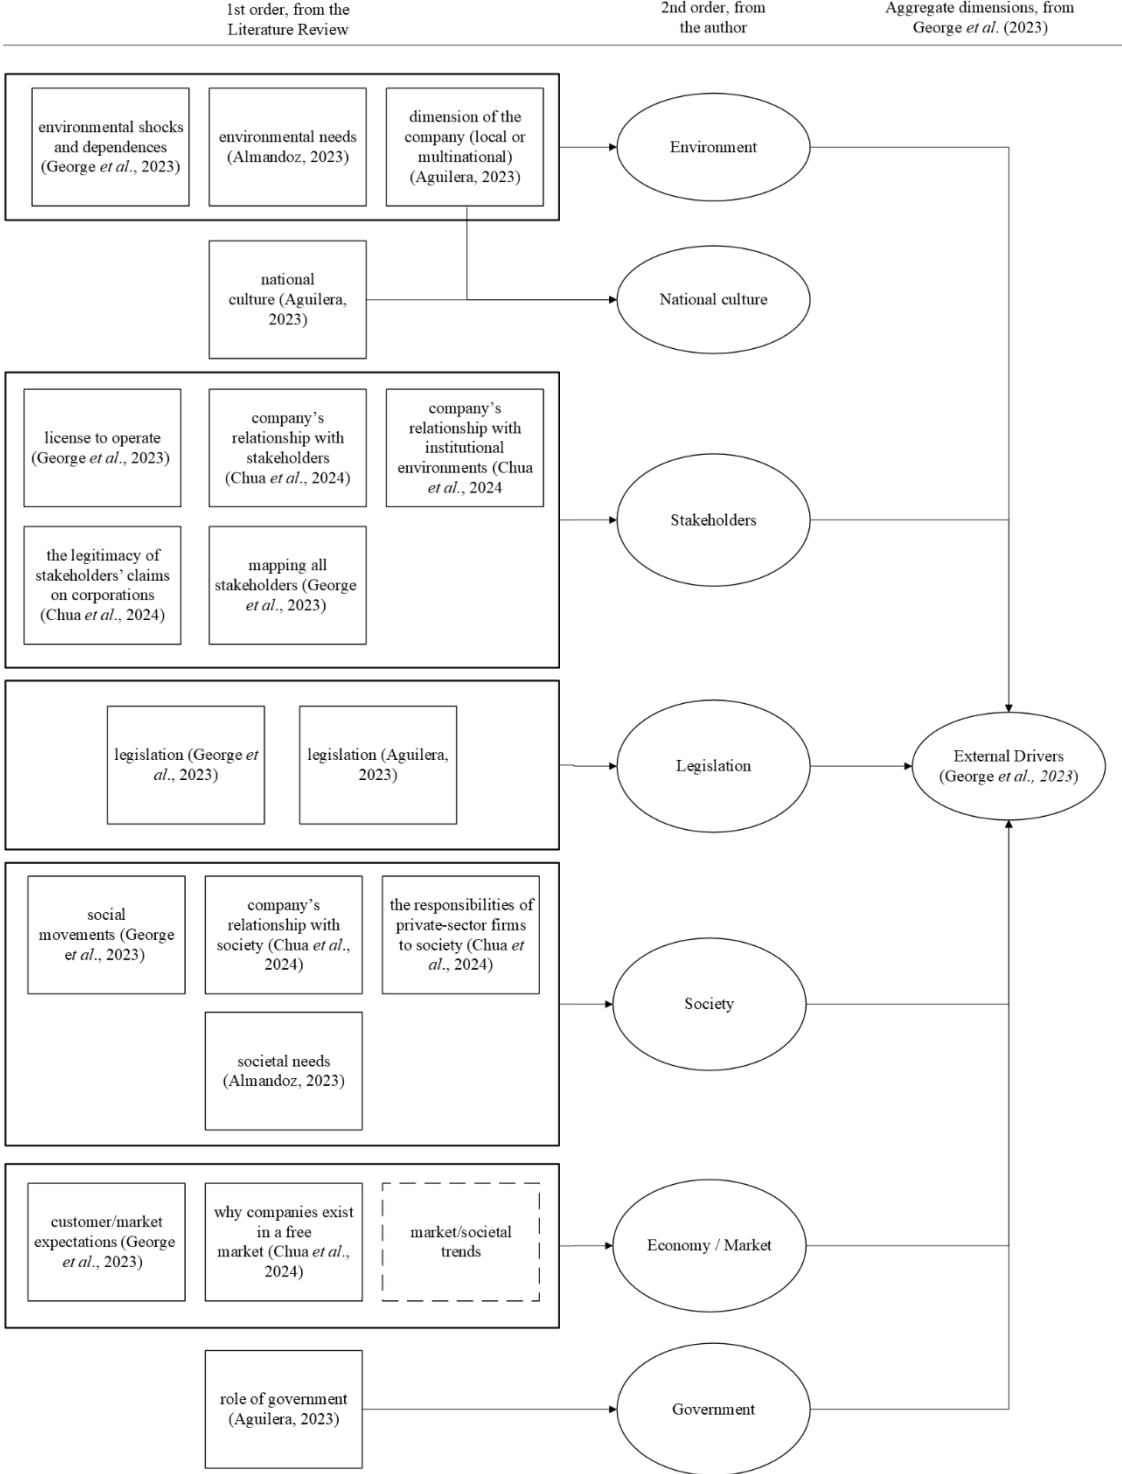 1st order, from the
Literature Review
2nd order, from
the author
Aggregate dimensions, from
George et al. (2023)
environmental shocks
and dependences
(George et al., 2023)
environmental needs
(Almandoz, 2023)
dimension of the
company (local or
multinational)
(Aguilera, 2023)
Environment
national
culture (Aguilera,
2023)
National culture
license to operate
(George et al., 2023)
company's
relationship with
stakeholders
(Chua et al., 2024)
company's
relationship with
institutional
environments (Chua
et al., 2024
the legitimacy of
stakeholders' claims
on corporations
(Chua et al., 2024)
mapping all
stakeholders (George
et al., 2023)
Stakeholders
legislation (George et
al., 2023)
legislation (Aguilera,
2023)
Legislation
External Drivers
(George et al., 2023)
social
movements (George
et al., 2023)
company's
relationship with
society (Chua et al.,
2024)
the responsibilities of
private-sector firms
to society (Chua et
al., 2024)
societal needs
(Almandoz, 2023)
Society
customer/market
expectations (George
et al., 2023)
why companies exist
in a free
market (Chua et al.,
2024)
market/societal
trends
Economy / Market
role of government
(Aguilera, 2023)
Government